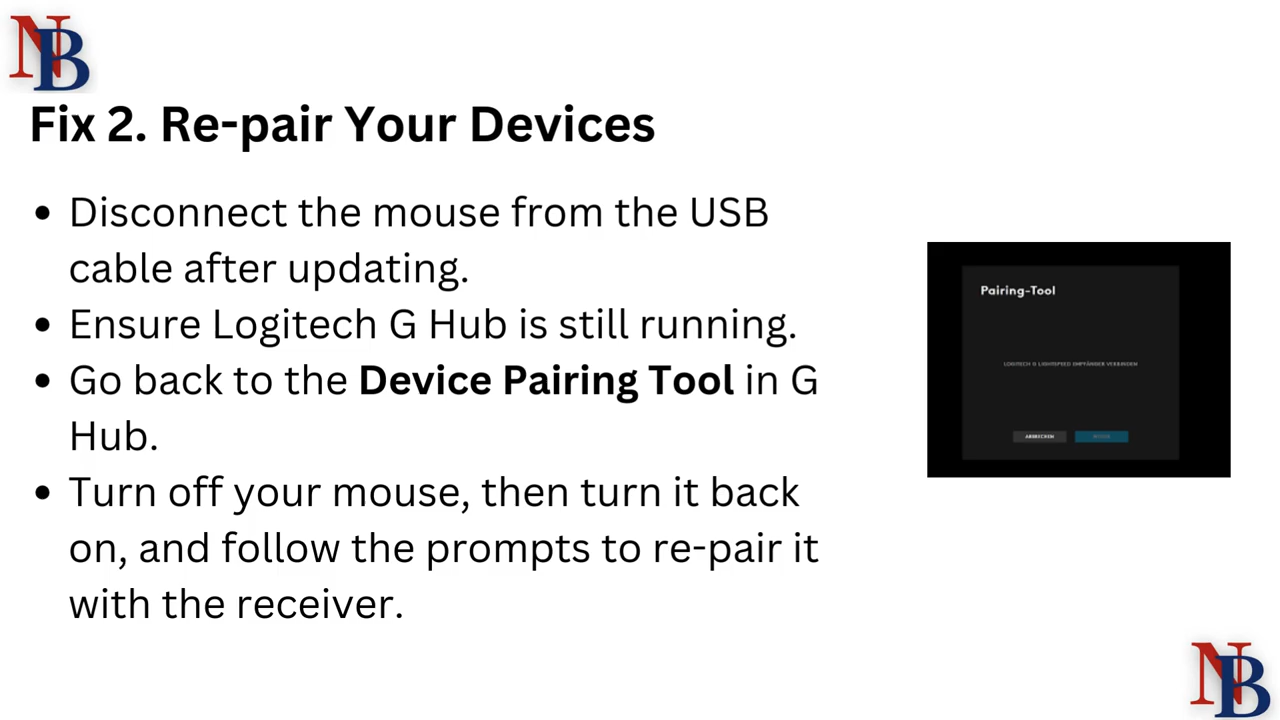 NB
Fix 2. Re-pair Your Devices
• Disconnect the mouse from the USB
cable after updating.
• Ensure Logitech G Hub is still running.
• Go back to the Device Pairing Tool in G
Hub.
• Turn off your mouse, then turn it back
on, and follow the prompts to re-pair it
with the receiver.
Pairing-Tool
LOGITECH G LIGHTSPEED EMPFÄNGER VERBINDEN
ABBRECHEN
NB